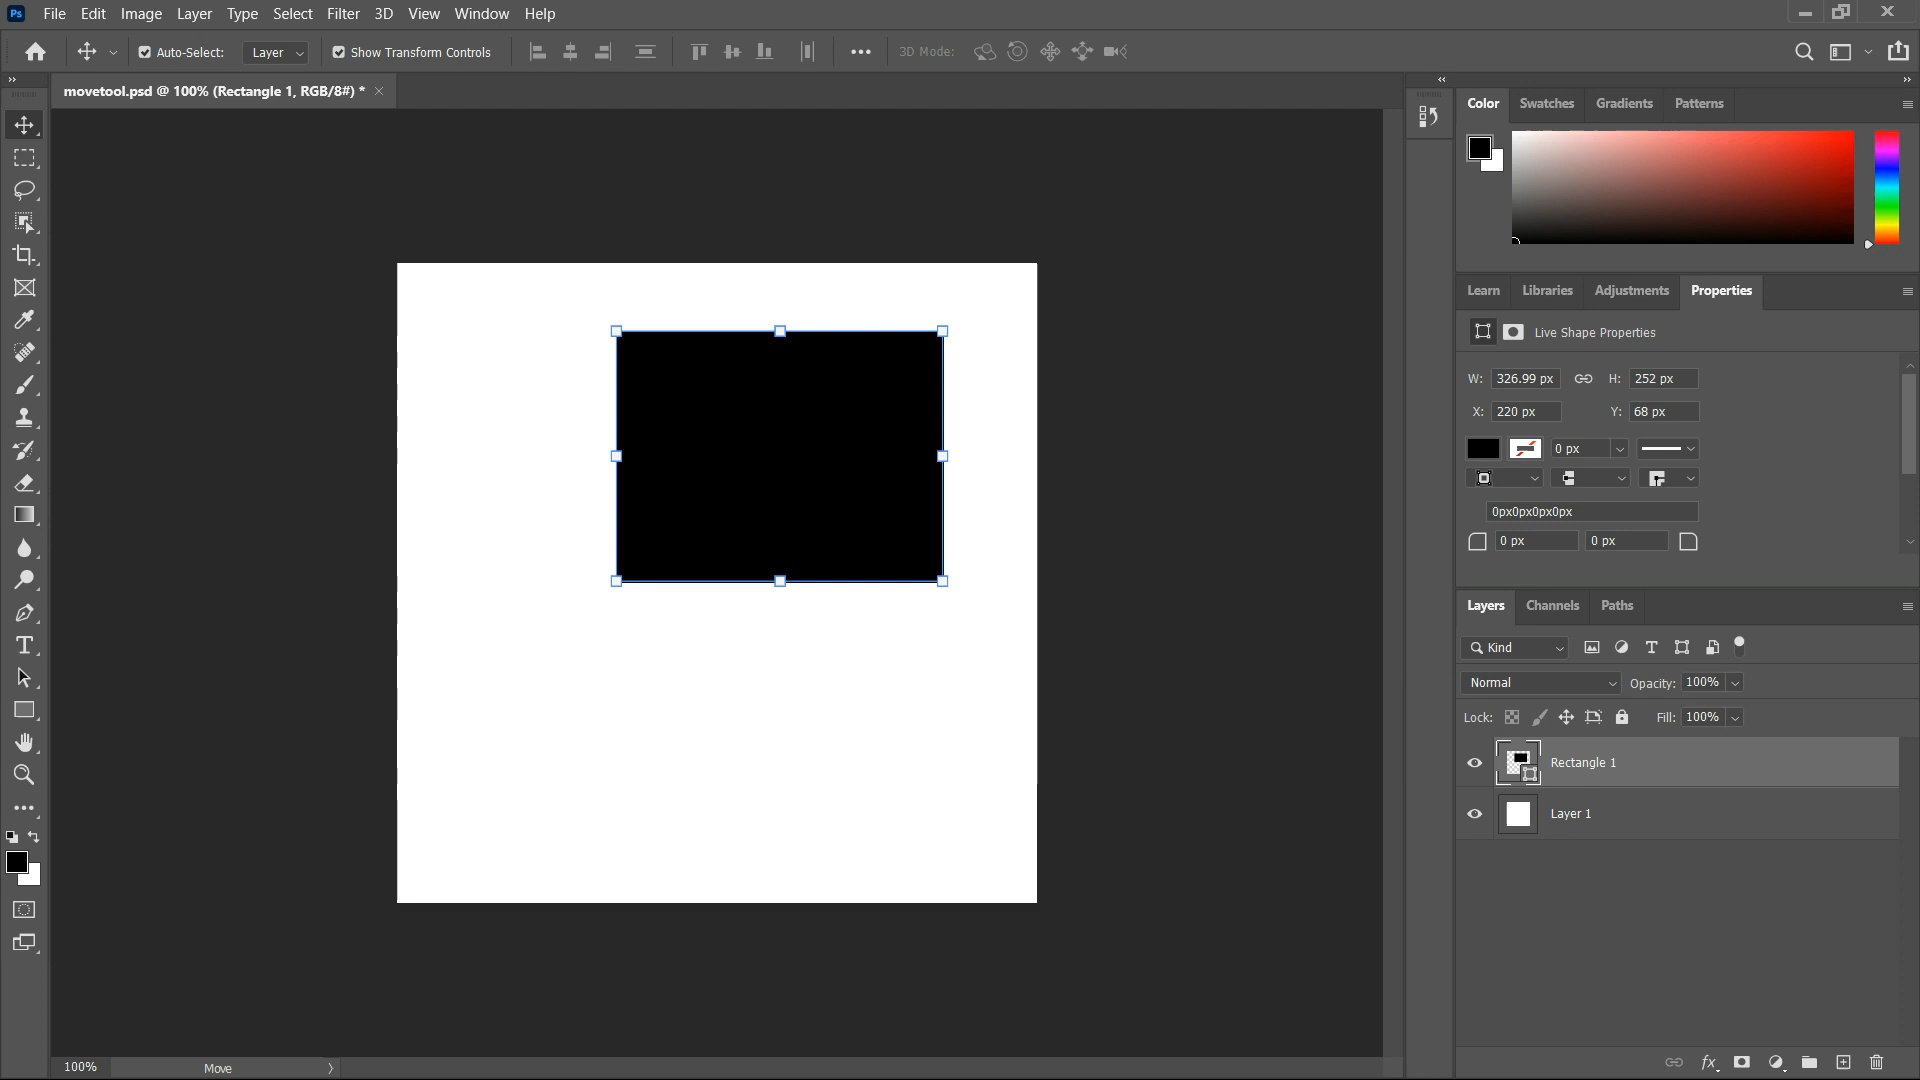 Ps File Edit Image Layer Type Select Filter 3D View Window Help
Auto-Select: Layer Show Transform Controls 3D Mode:
movetool.psd @ 100% (Rectangle 1, RGB/8#) *
Color Swatches Gradients Patterns
Learn Libraries Adjustments Properties
Live Shape Properties
W: 326.99 px H: 252 px
X: 220 px Y: 68 px
0 px
0px0px0px0px
0 px 0 px
Layers Channels Paths
Kind
Normal Opacity: 100%
Lock: Fill: 100%
Rectangle 1
Layer 1
fx
100% Move